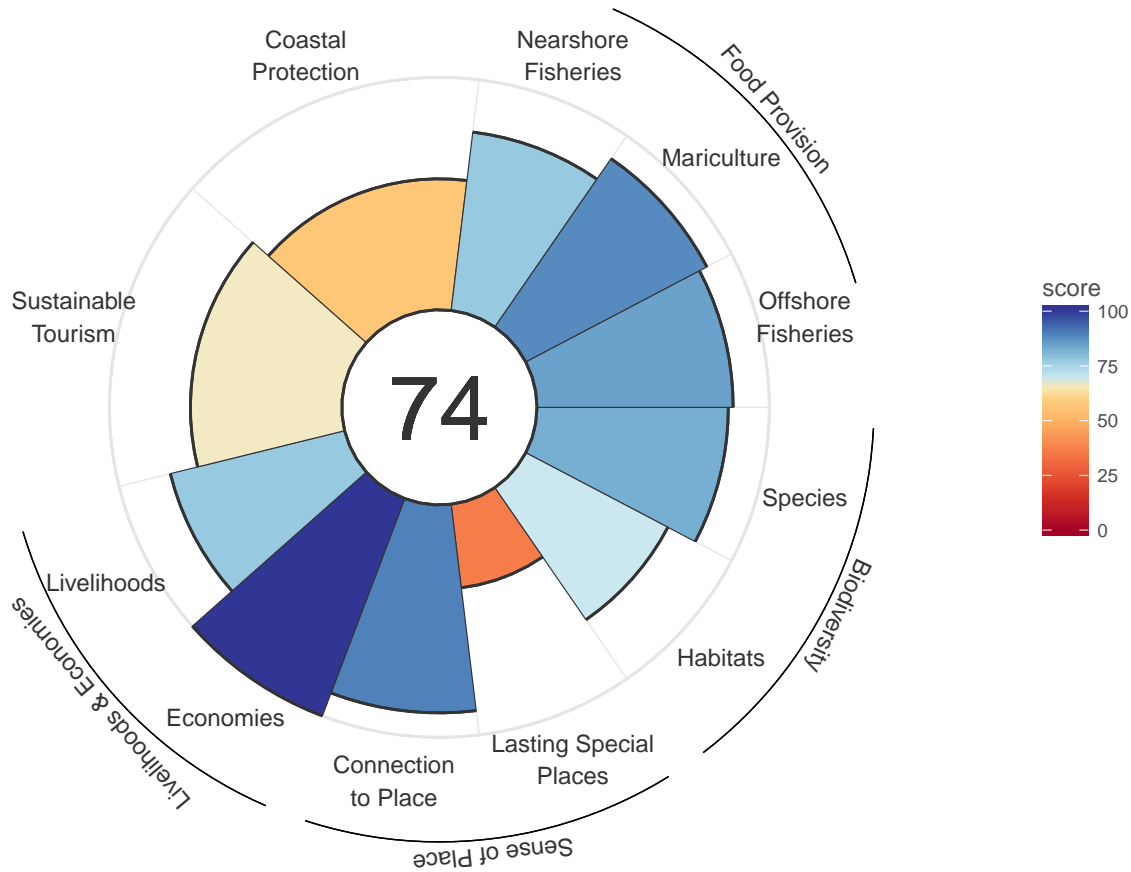 Coastal
Protection
Nearshore
Fisheries
Food Provision
Mariculture
Offshore
Fisheries
Sustainable
Tourism
74
score
100
75
50
25
0
Species
Biodiversity
Habitats
Livelihoods
Livelihoods & Economies
Economies
Connection
to Place
Lasting Special
Places
Sense of Place